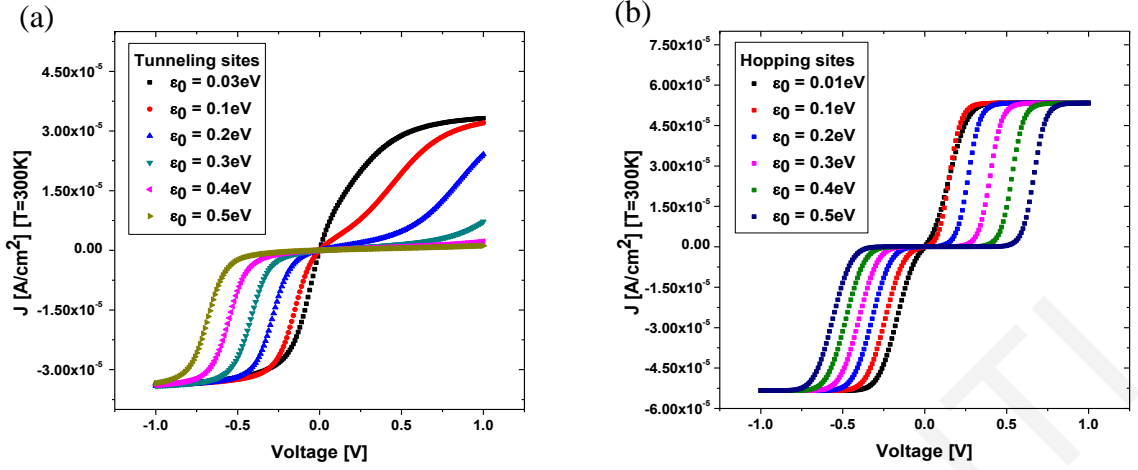 (a)
J [A/cm²] [T=300K]
4.50x10⁻⁵
3.00x10⁻⁵
1.50x10⁻⁵
0.00
-1.50x10⁻⁵
-3.00x10⁻⁵
Tunneling sites
ε0 = 0.03eV
ε0 = 0.1eV
ε0 = 0.2eV
ε0 = 0.3eV
ε0 = 0.4eV
ε0 = 0.5eV
-1.0 -0.5 0.0 0.5 1.0
Voltage [V]
(b)
J [A/cm²] [T=300K]
7.50x10⁻⁵
6.00x10⁻⁵
4.50x10⁻⁵
3.00x10⁻⁵
1.50x10⁻⁵
0.00
-1.50x10⁻⁵
-3.00x10⁻⁵
-4.50x10⁻⁵
-6.00x10⁻⁵
Hopping sites
ε0 = 0.01eV
ε0 = 0.1eV
ε0 = 0.2eV
ε0 = 0.3eV
ε0 = 0.4eV
ε0 = 0.5eV
-1.0 -0.5 0.0 0.5 1.0
Voltage [V]